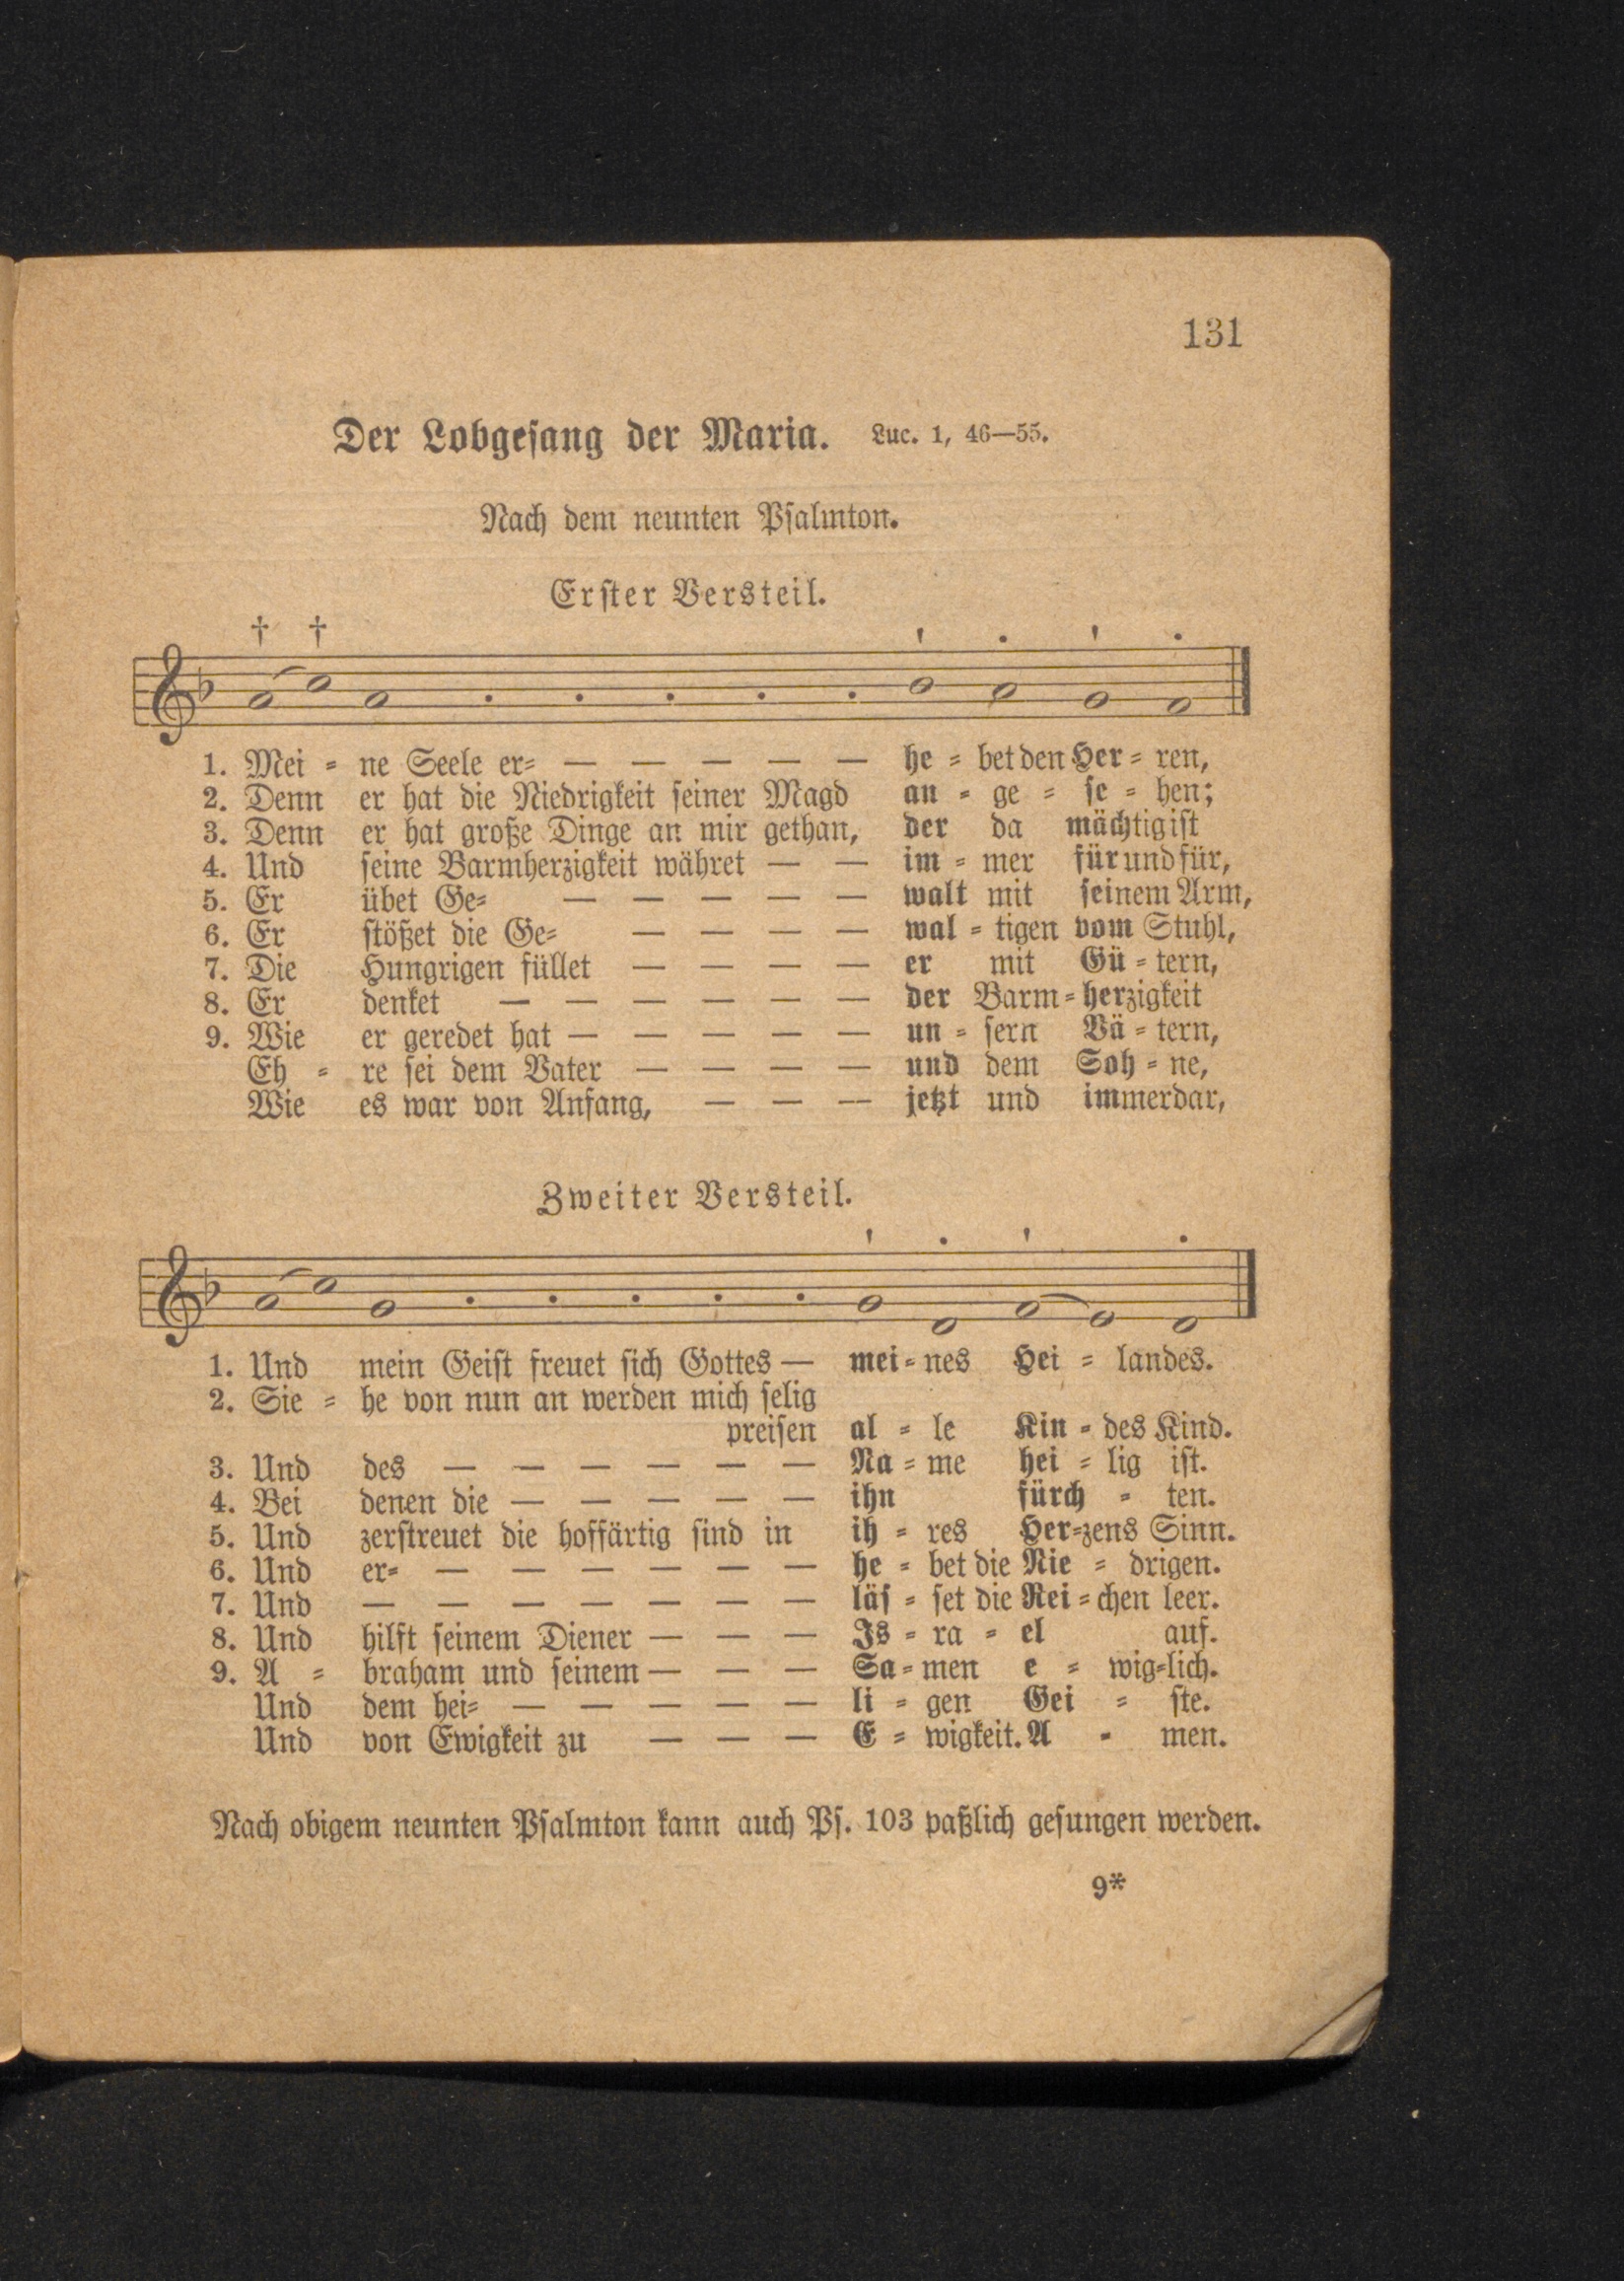 131
Der Lobgesang der Maria. Luc. 1, 46—55.
Nach dem neunten Psalmton.
Erster Versteil.
† †
1. Mei = ne Seele er= — — — — — he = bet den Her = ren,
2. Denn er hat die Niedrigkeit seiner Magd an = ge = se = hen;
3. Denn er hat große Dinge an mir gethan, der da mächtig ist
4. Und seine Barmherzigkeit währet — — im = mer für und für,
5. Er übet Ge= — — — — — walt mit seinem Arm,
6. Er stößet die Ge= — — — — wal = tigen vom Stuhl,
7. Die Hungrigen füllet — — — — er mit Gü = tern,
8. Er denket — — — — — — der Barm = herzigkeit
9. Wie er geredet hat — — — — — un = sern Vä = tern,
Eh = re sei dem Vater — — — — und dem Soh = ne,
Wie es war von Anfang, — — — jetzt und immerdar,
Zweiter Versteil.
1. Und mein Geist freuet sich Gottes — mei = nes Hei = landes.
2. Sie = he von nun an werden mich selig
preisen al = le Kin = des Kind.
3. Und des — — — — — — Na = me hei = lig ist.
4. Bei denen die — — — — — ihn fürch = ten.
5. Und zerstreuet die hoffärtig sind in ih = res Her=zens Sinn.
6. Und er= — — — — — — he = bet die Nie = drigen.
7. Und — — — — — — — läs = set die Rei = chen leer.
8. Und hilft seinem Diener — — — Is = ra = el auf.
9. A = braham und seinem — — — Sa = men e = wig=lich.
Und dem hei= — — — — — li = gen Gei = ste.
Und von Ewigkeit zu — — — E = wigkeit. A = men.
Nach obigem neunten Psalmton kann auch Ps. 103 paßlich gesungen werden.
9*